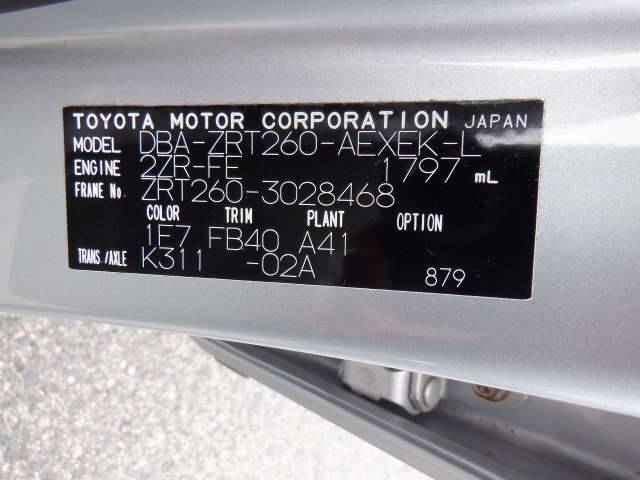 TOYOTA MOTOR CORPORATION JAPAN
MODEL DBA-ZRT260-AEXEK-L
ENGINE 2ZR-FE 1797 mL
FRAME No ZRT260-3028468
COLOR TRIM PLANT OPTION
1F7 FB40 A41
TRANS./AXLE K311 -02A 879